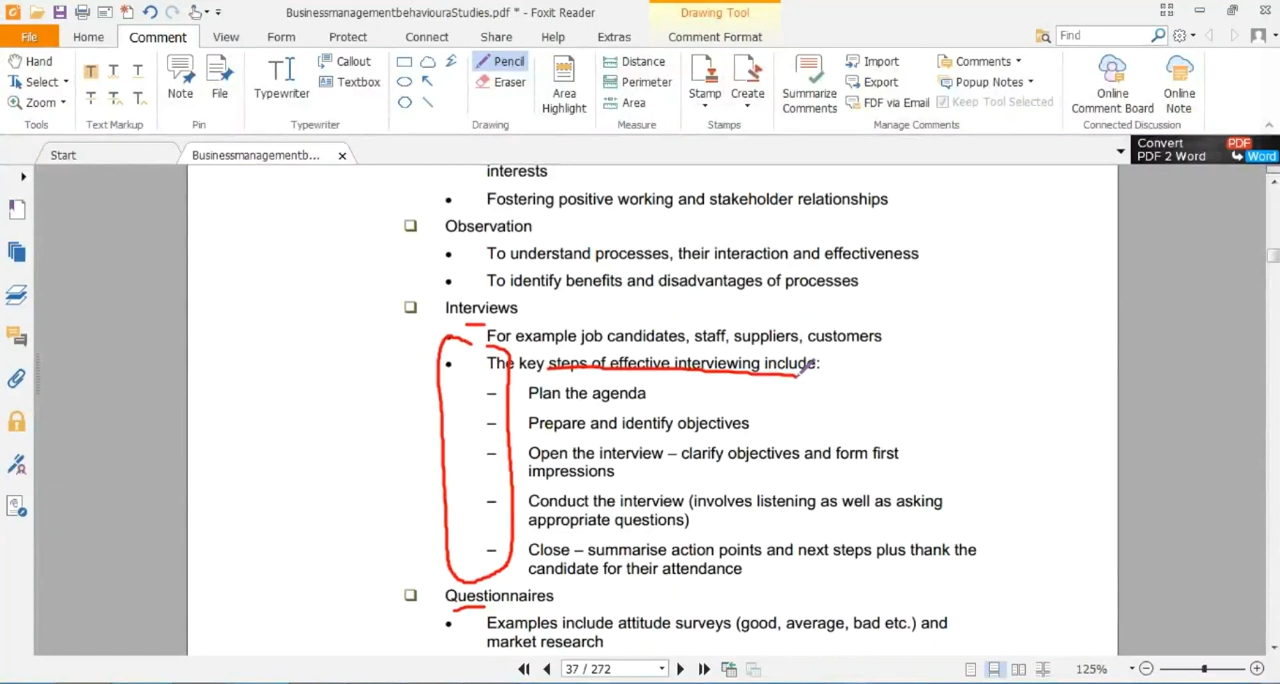 BusinessmanagementbehaviouraStudies.pdf * - Foxit Reader
Drawing Tool
File Home Comment View Form Protect Connect Share Help Extras Comment Format Find
Hand
Select
Zoom
Tools
Text Markup
Note File
Pin
Typewriter
Callout
Textbox
Typewriter
Pencil
Eraser
Drawing
Area Highlight
Distance
Perimeter
Area
Measure
Stamp Create
Stamps
Summarize Comments
Import
Export
FDF via Email
Comments
Popup Notes
Keep Tool Selected
Manage Comments
Online Comment Board
Online Note
Connected Discussion
Start
Businessmanagementb...
Convert PDF
PDF 2 Word Word
interests
• Fostering positive working and stakeholder relationships
Observation
• To understand processes, their interaction and effectiveness
• To identify benefits and disadvantages of processes
Interviews
For example job candidates, staff, suppliers, customers
• The key steps of effective interviewing include:
– Plan the agenda
– Prepare and identify objectives
– Open the interview – clarify objectives and form first
impressions
– Conduct the interview (involves listening as well as asking
appropriate questions)
– Close – summarise action points and next steps plus thank the
candidate for their attendance
Questionnaires
• Examples include attitude surveys (good, average, bad etc.) and
market research
37 / 272
125%